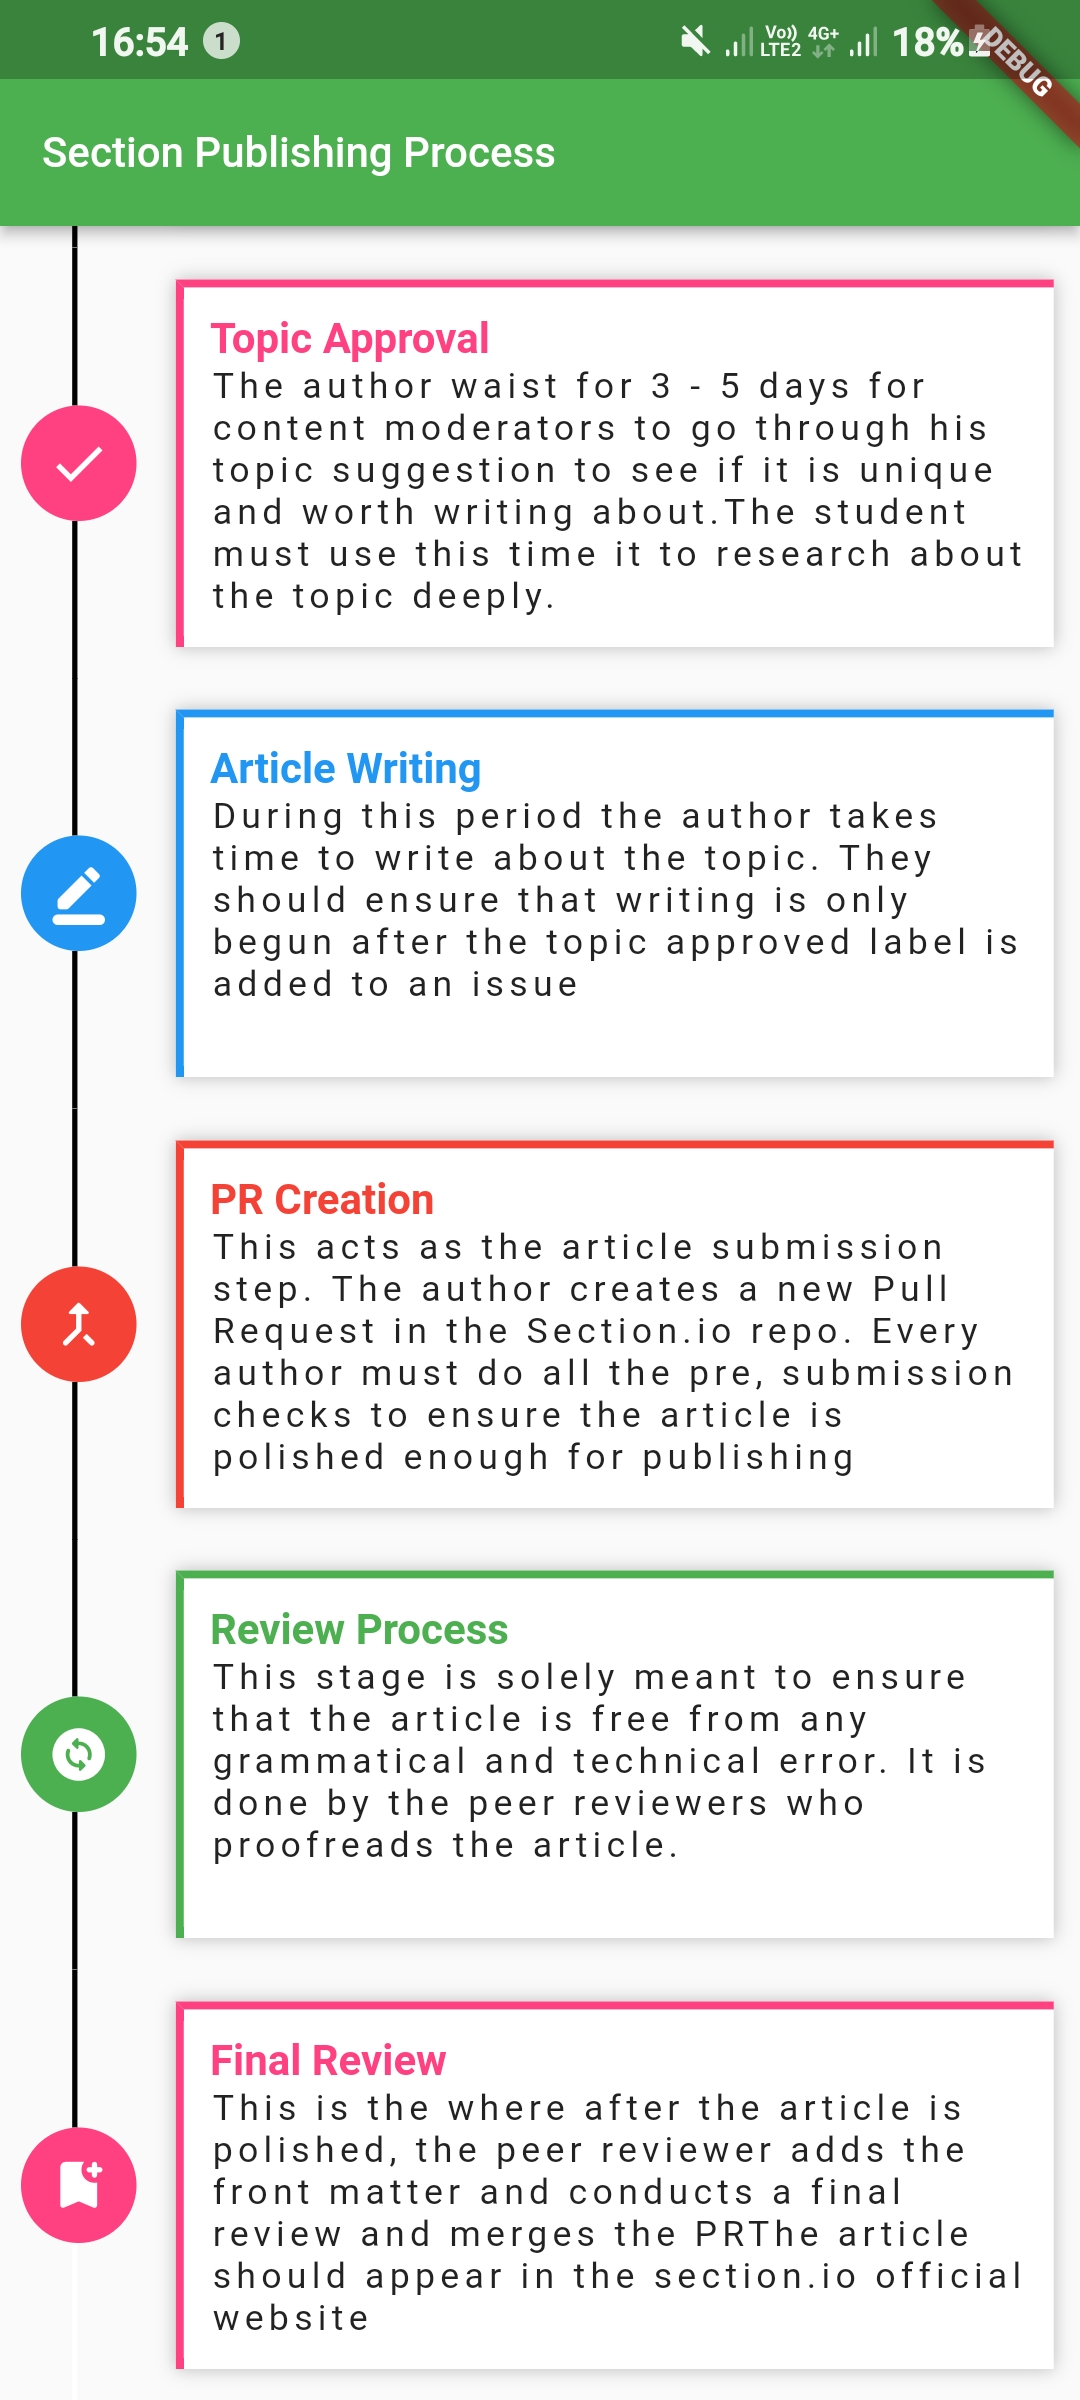 16:54 1 Vo)) LTE2 4G+ 18%
DEBUG
Section Publishing Process
Topic Approval
The author waist for 3 - 5 days for
content moderators to go through his
topic suggestion to see if it is unique
and worth writing about.The student
must use this time it to research about
the topic deeply.
Article Writing
During this period the author takes
time to write about the topic. They
should ensure that writing is only
begun after the topic approved label is
added to an issue
PR Creation
This acts as the article submission
step. The author creates a new Pull
Request in the Section.io repo. Every
author must do all the pre, submission
checks to ensure the article is
polished enough for publishing
Review Process
This stage is solely meant to ensure
that the article is free from any
grammatical and technical error. It is
done by the peer reviewers who
proofreads the article.
Final Review
This is the where after the article is
polished, the peer reviewer adds the
front matter and conducts a final
review and merges the PRThe article
should appear in the section.io official
website